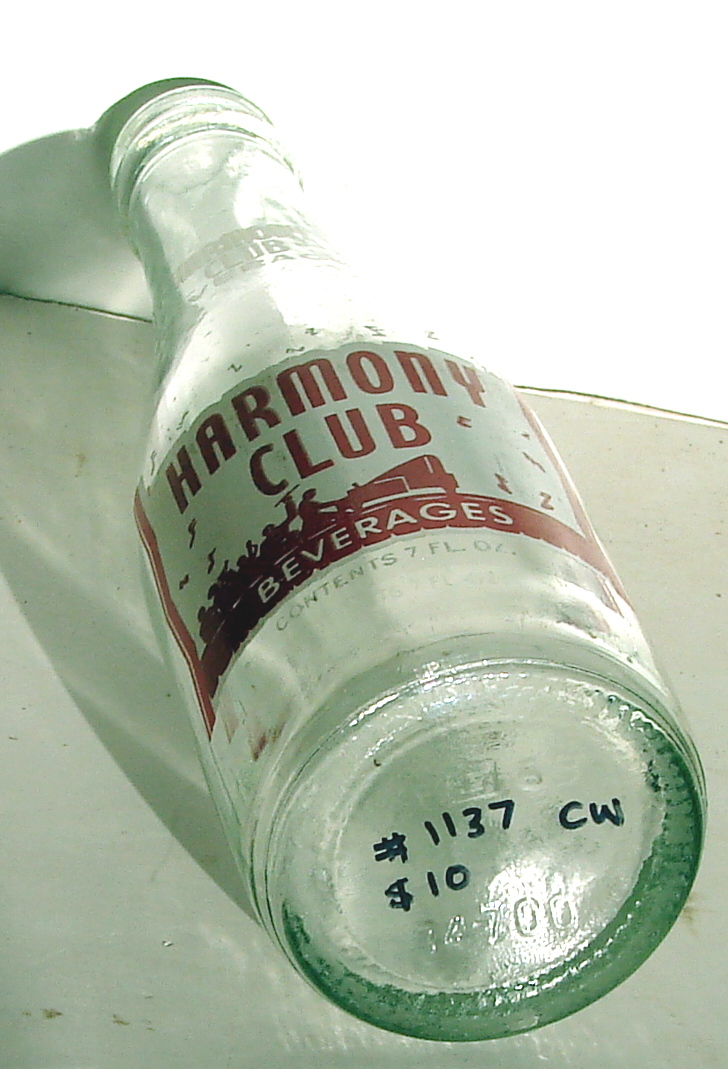 HARMONY
CLUB
BEVERAGES
CONTENTS 7 FL. OZ.
#1137 CW
$10